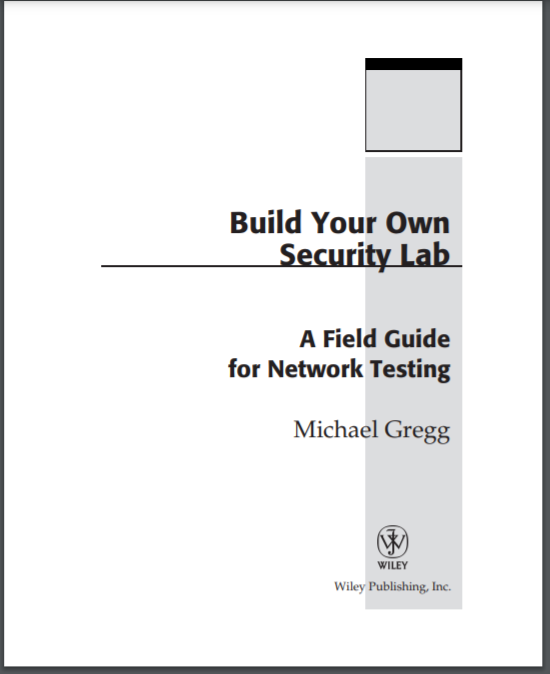 Build Your Own
Security Lab
A Field Guide
for Network Testing
Michael Gregg
WILEY
Wiley Publishing, Inc.